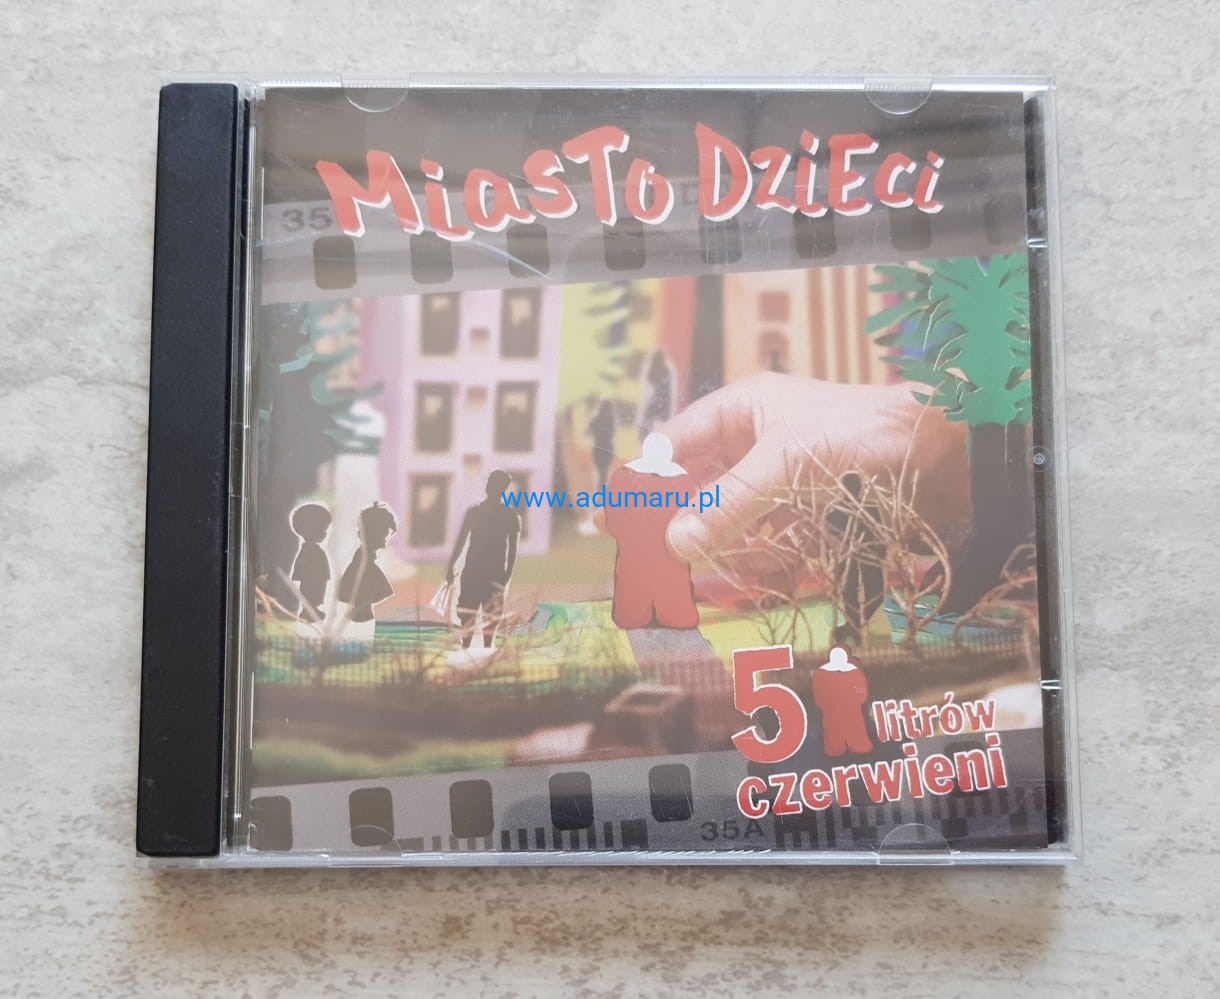 MiasTo DZiECi
35
www.adumaru.pl
5 litrów
czerwieni
35A